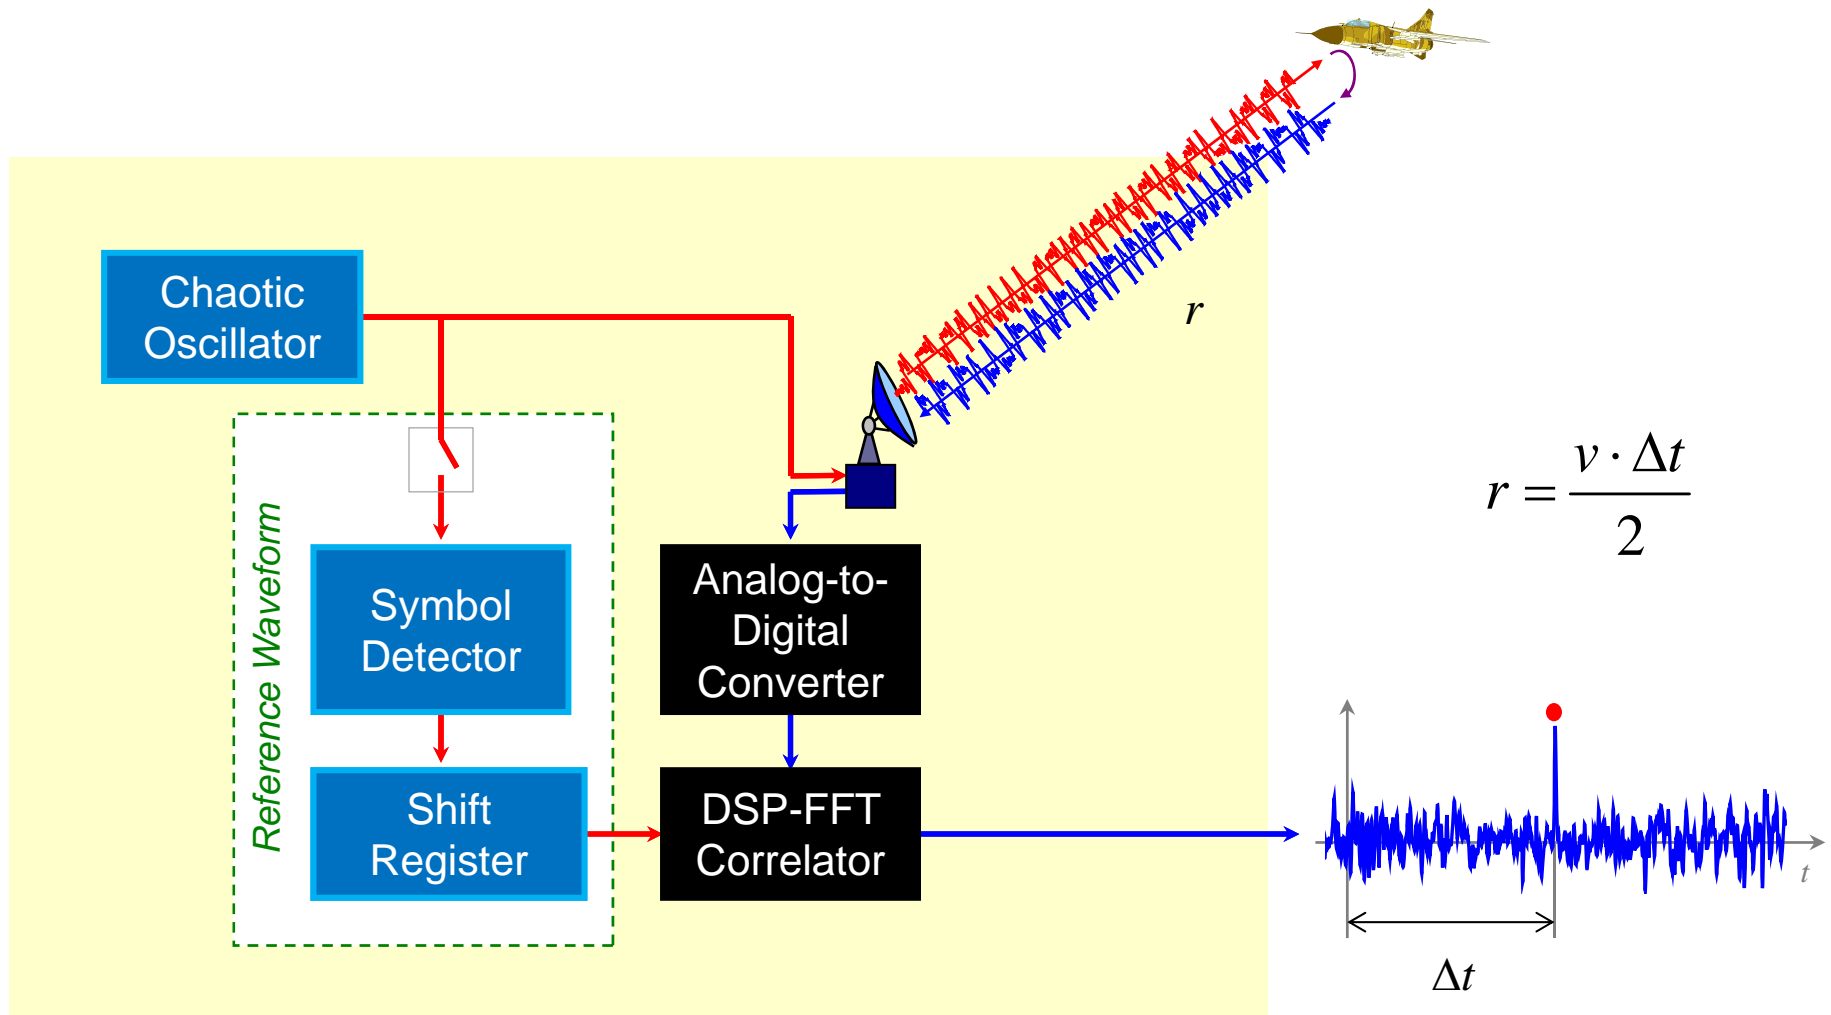 Chaotic
Oscillator
r
Reference Waveform
Symbol
Detector
Analog-to-
Digital
Converter
r = v · Δt / 2
Shift
Register
DSP-FFT
Correlator
t
Δt